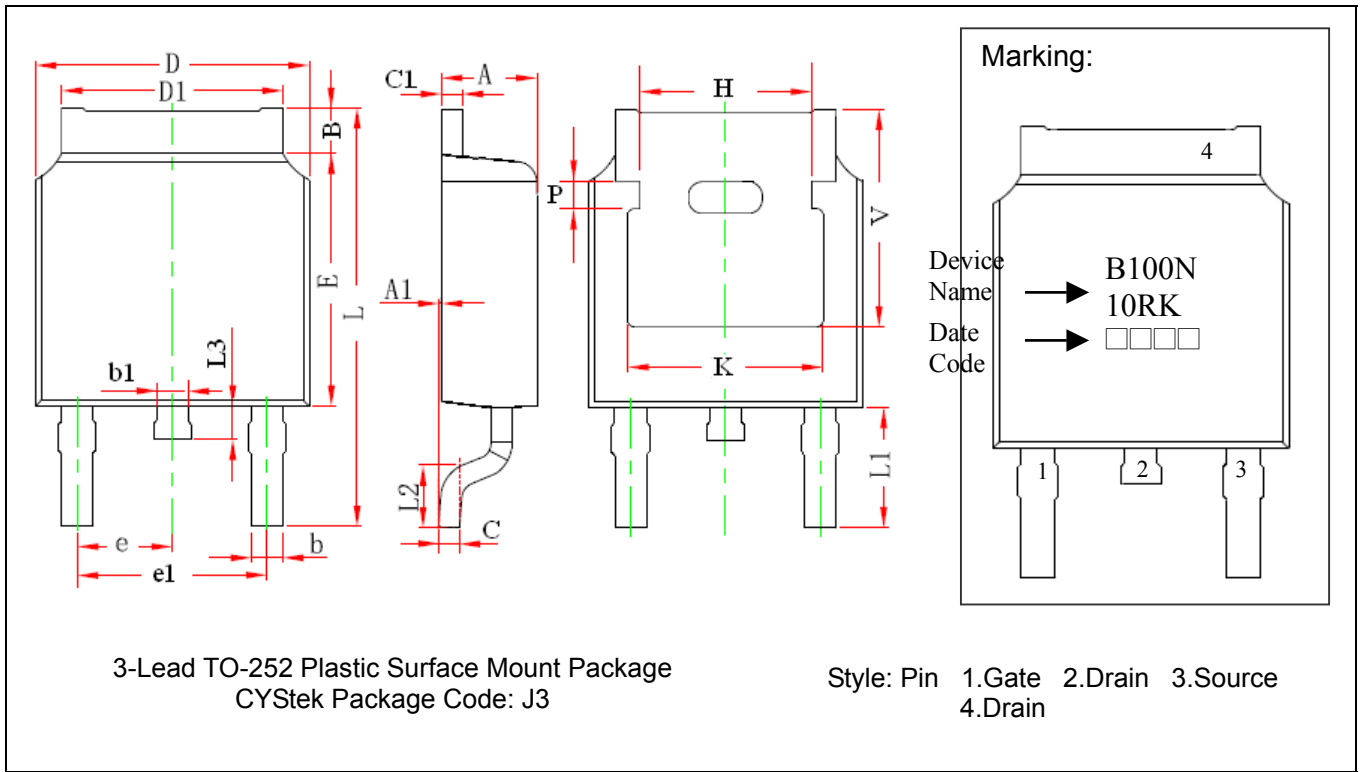 D
D1
B
E
L
L3
b1
e
e1
b
C1
A
A1
L2
C
H
P
V
K
L1
Marking:
4
Device
Name
B100N
10RK
Date
Code
□□□□
1
2
3
3-Lead TO-252 Plastic Surface Mount Package
CYStek Package Code: J3
Style: Pin 1.Gate 2.Drain 3.Source
4.Drain